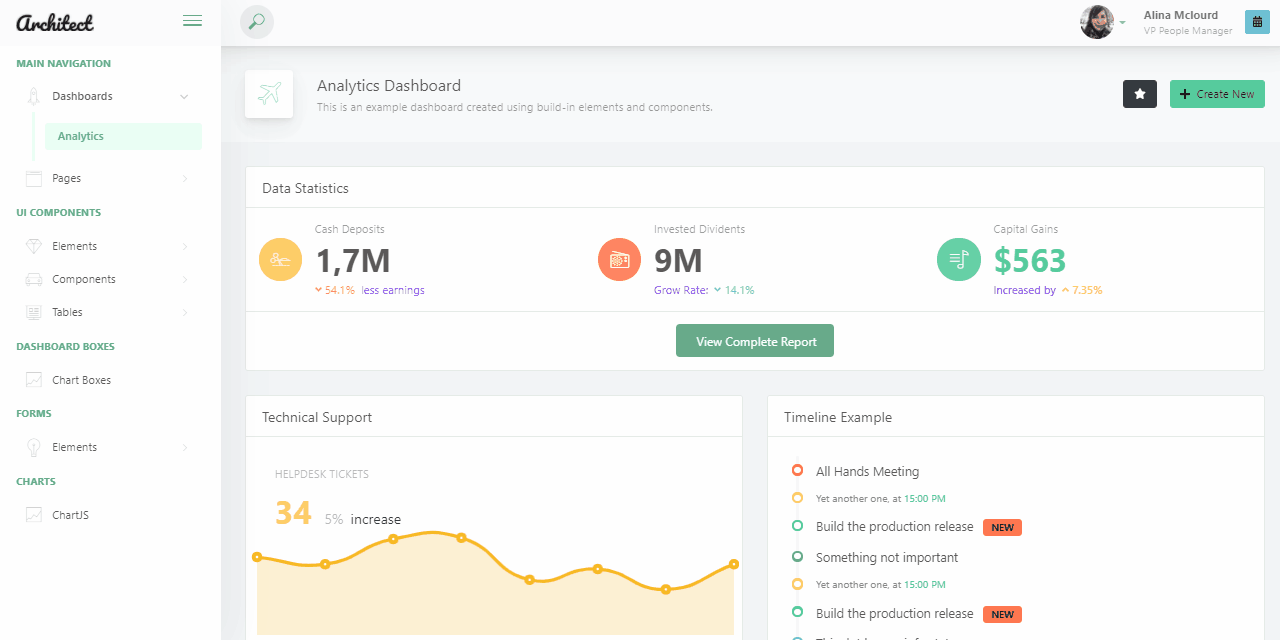 Architect
Alina Mclourd
VP People Manager
MAIN NAVIGATION
Dashboards
Analytics
Pages
UI COMPONENTS
Elements
Components
Tables
DASHBOARD BOXES
Chart Boxes
FORMS
Elements
CHARTS
ChartJS
Analytics Dashboard
This is an example dashboard created using build-in elements and components.
Create New
Data Statistics
Cash Deposits
1,7M
54.1% less earnings
Invested Dividents
9M
Grow Rate: 14.1%
Capital Gains
$563
Increased by 7.35%
View Complete Report
Technical Support
HELPDESK TICKETS
34 5% increase
Timeline Example
All Hands Meeting
Yet another one, at 15:00 PM
Build the production release NEW
Something not important
Yet another one, at 15:00 PM
Build the production release NEW